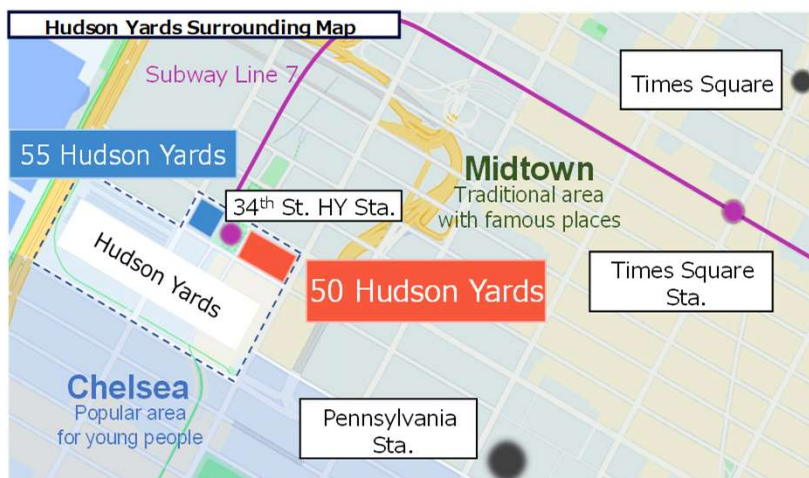 Hudson Yards Surrounding Map
Subway Line 7
Times Square
55 Hudson Yards
Midtown
Traditional area
with famous places
34th St. HY Sta.
Hudson Yards
50 Hudson Yards
Times Square
Sta.
Chelsea
Popular area
for young people
Pennsylvania
Sta.